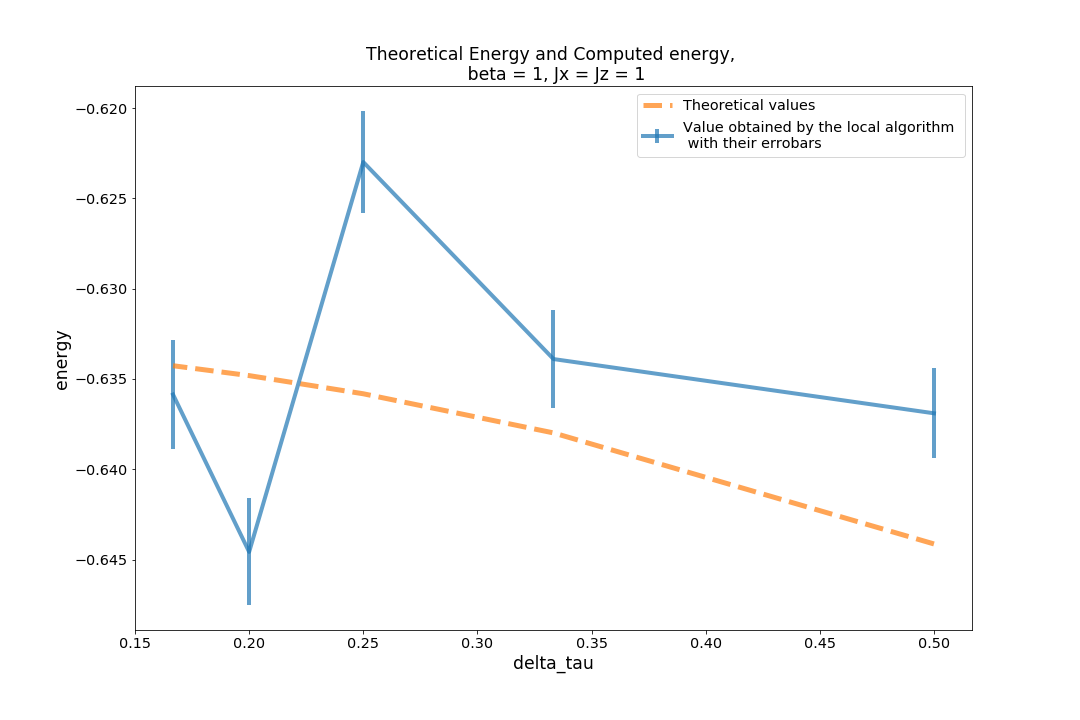 Theoretical Energy and Computed energy,
beta = 1, Jx = Jz = 1
Theoretical values
Value obtained by the local algorithm
with their errobars
energy
−0.620
−0.625
−0.630
−0.635
−0.640
−0.645
0.15 0.20 0.25 0.30 0.35 0.40 0.45 0.50
delta_tau